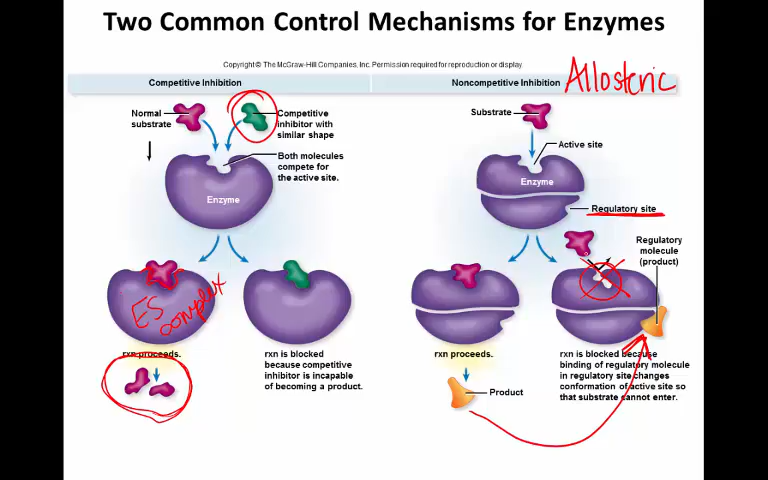 Two Common Control Mechanisms for Enzymes
Copyright © The McGraw-Hill Companies, Inc. Permission required for reproduction or display.
Competitive Inhibition
Normal
substrate
Competitive
inhibitor with
similar shape
Both molecules
compete for
the active site.
Enzyme
ES
complex
rxn proceeds.
rxn is blocked
because competitive
inhibitor is incapable
of becoming a product.
Noncompetitive Inhibition
Allosteric
Substrate
Active site
Enzyme
Regulatory site
Regulatory
molecule
(product)
rxn proceeds.
Product
rxn is blocked because
binding of regulatory molecule
in regulatory site changes
conformation of active site so
that substrate cannot enter.